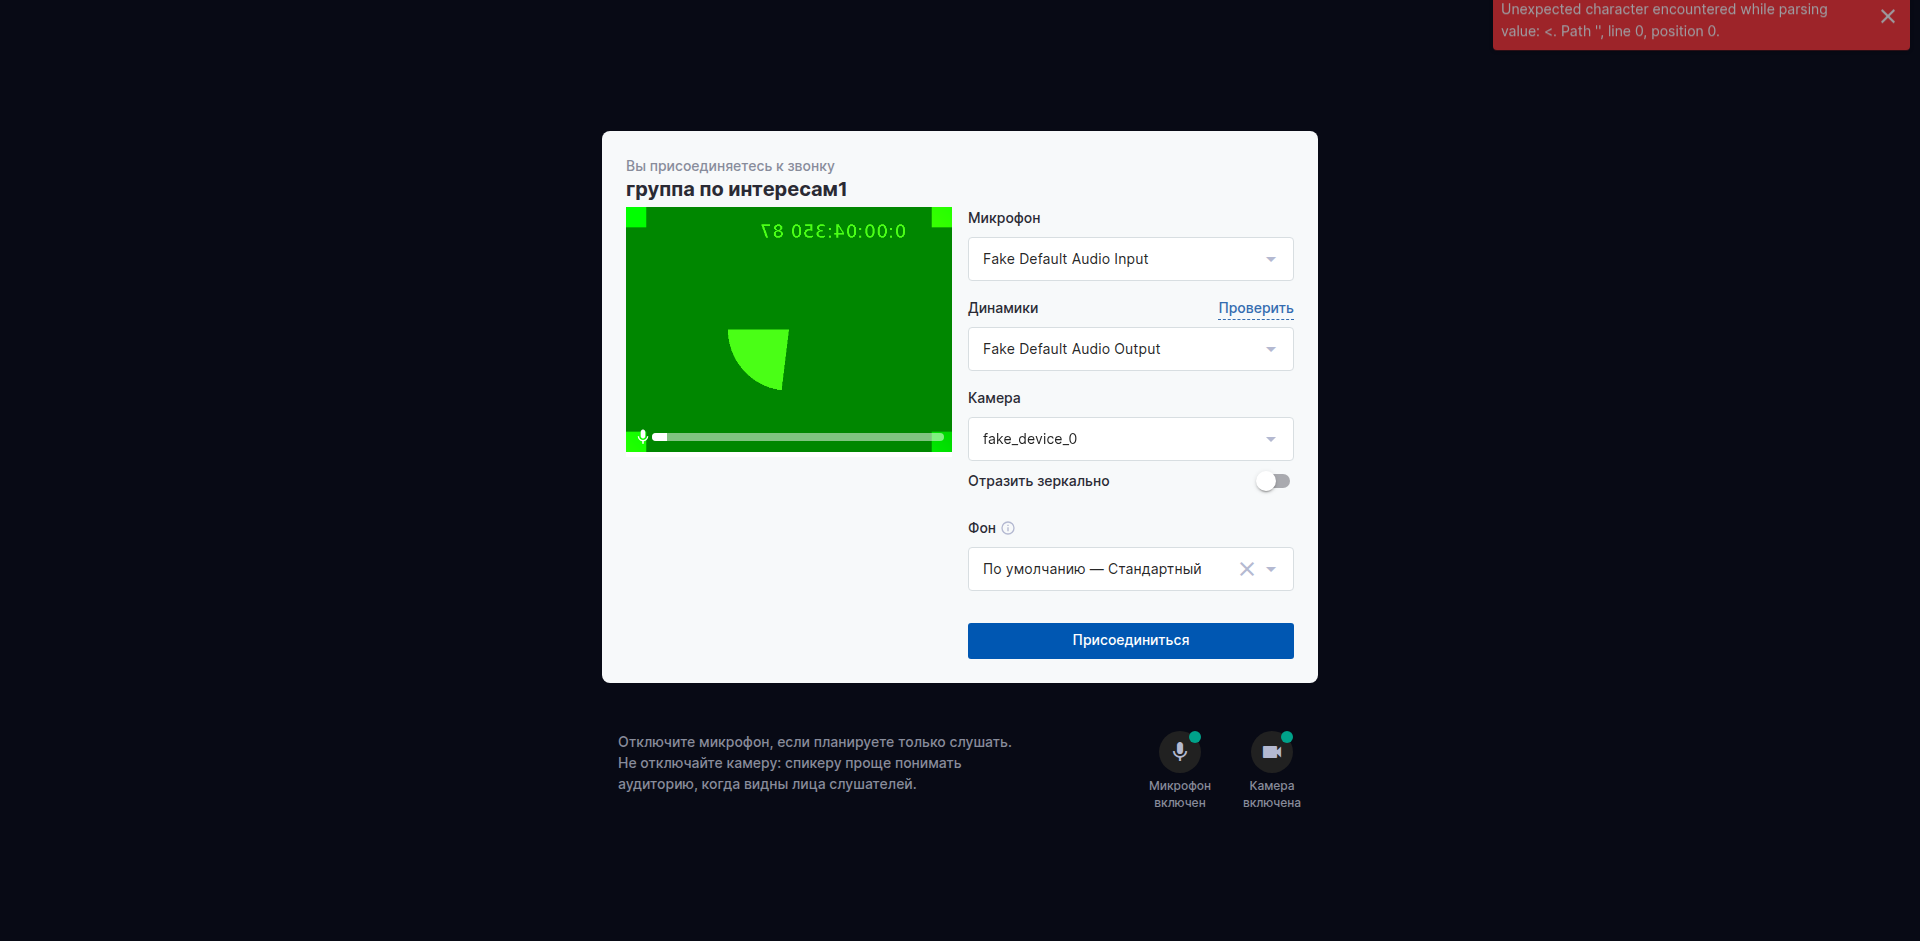 Unexpected character encountered while parsing
value: <. Path '', line 0, position 0.
Вы присоединяетесь к звонку
группа по интересам1
0:00:04:350 87
Микрофон
Fake Default Audio Input
Динамики
Проверить
Fake Default Audio Output
Камера
fake_device_0
Отразить зеркально
Фон
По умолчанию — Стандартный
Присоединиться
Отключите микрофон, если планируете только слушать.
Не отключайте камеру: спикеру проще понимать
аудиторию, когда видны лица слушателей.
Микрофон
включен
Камера
включена